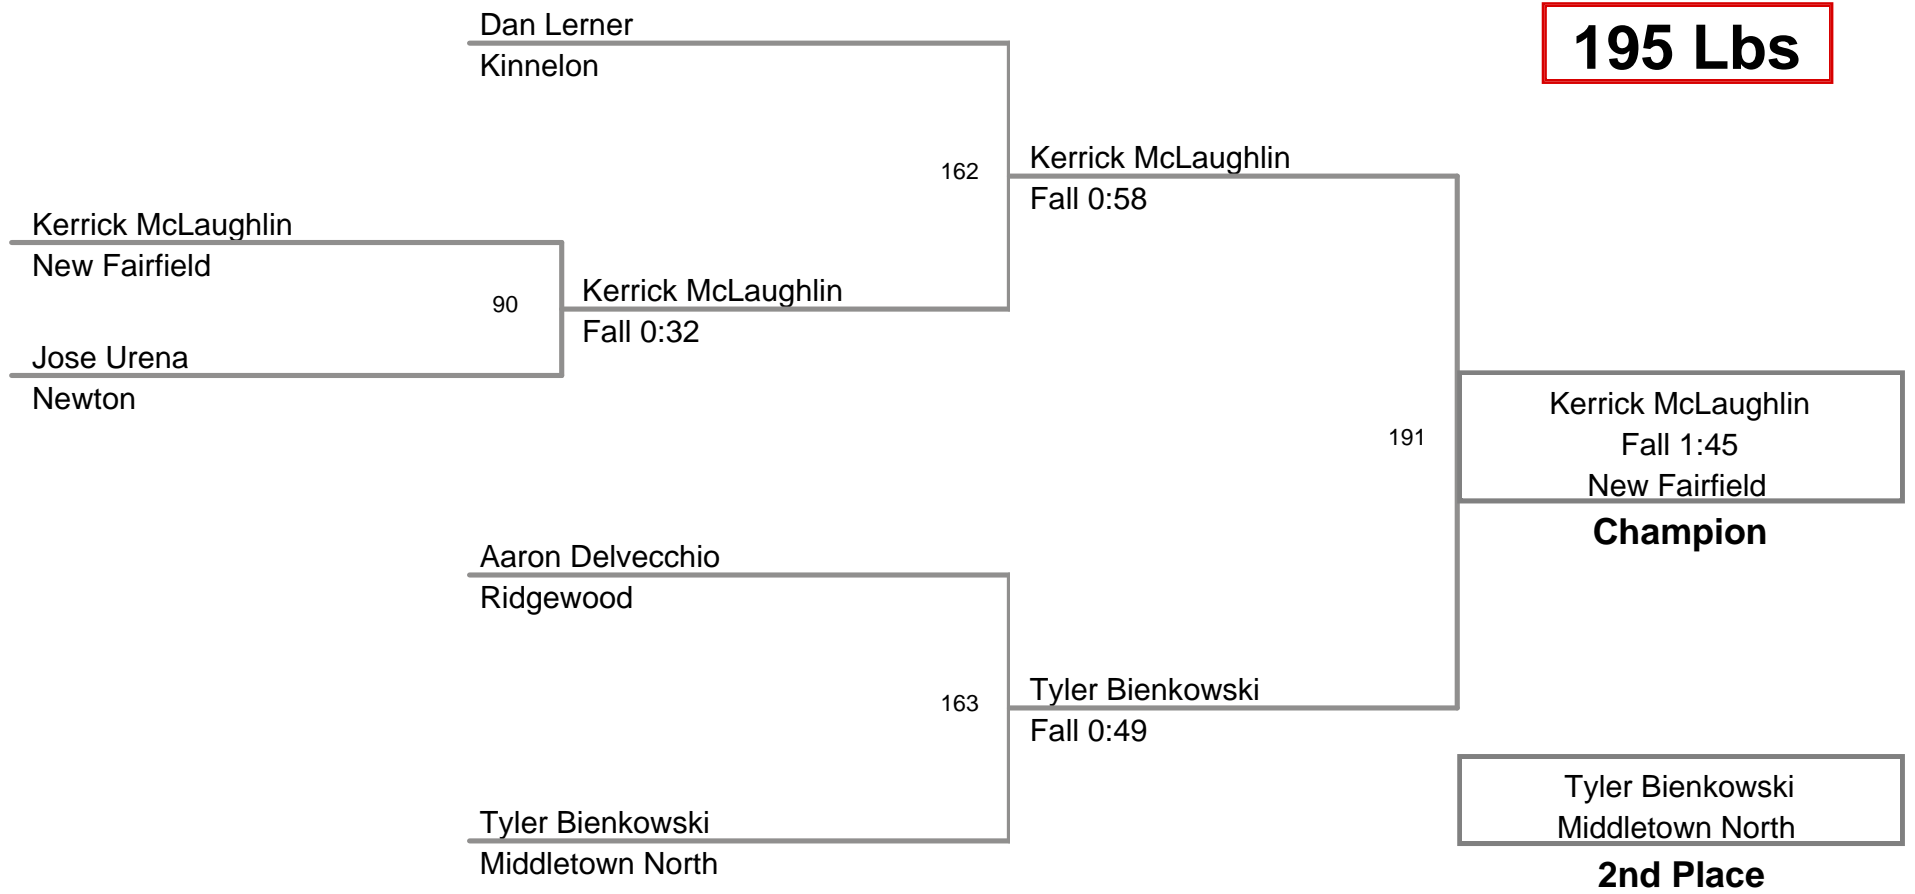 195 Lbs
Dan Lerner
Kinnelon
162
Kerrick McLaughlin
Fall 0:58
Kerrick McLaughlin
New Fairfield
90
Kerrick McLaughlin
Fall 0:32
Jose Urena
Newton
191
Kerrick McLaughlin
Fall 1:45
New Fairfield
Champion
Aaron Delvecchio
Ridgewood
163
Tyler Bienkowski
Fall 0:49
Tyler Bienkowski
Middletown North
Tyler Bienkowski
Middletown North
2nd Place